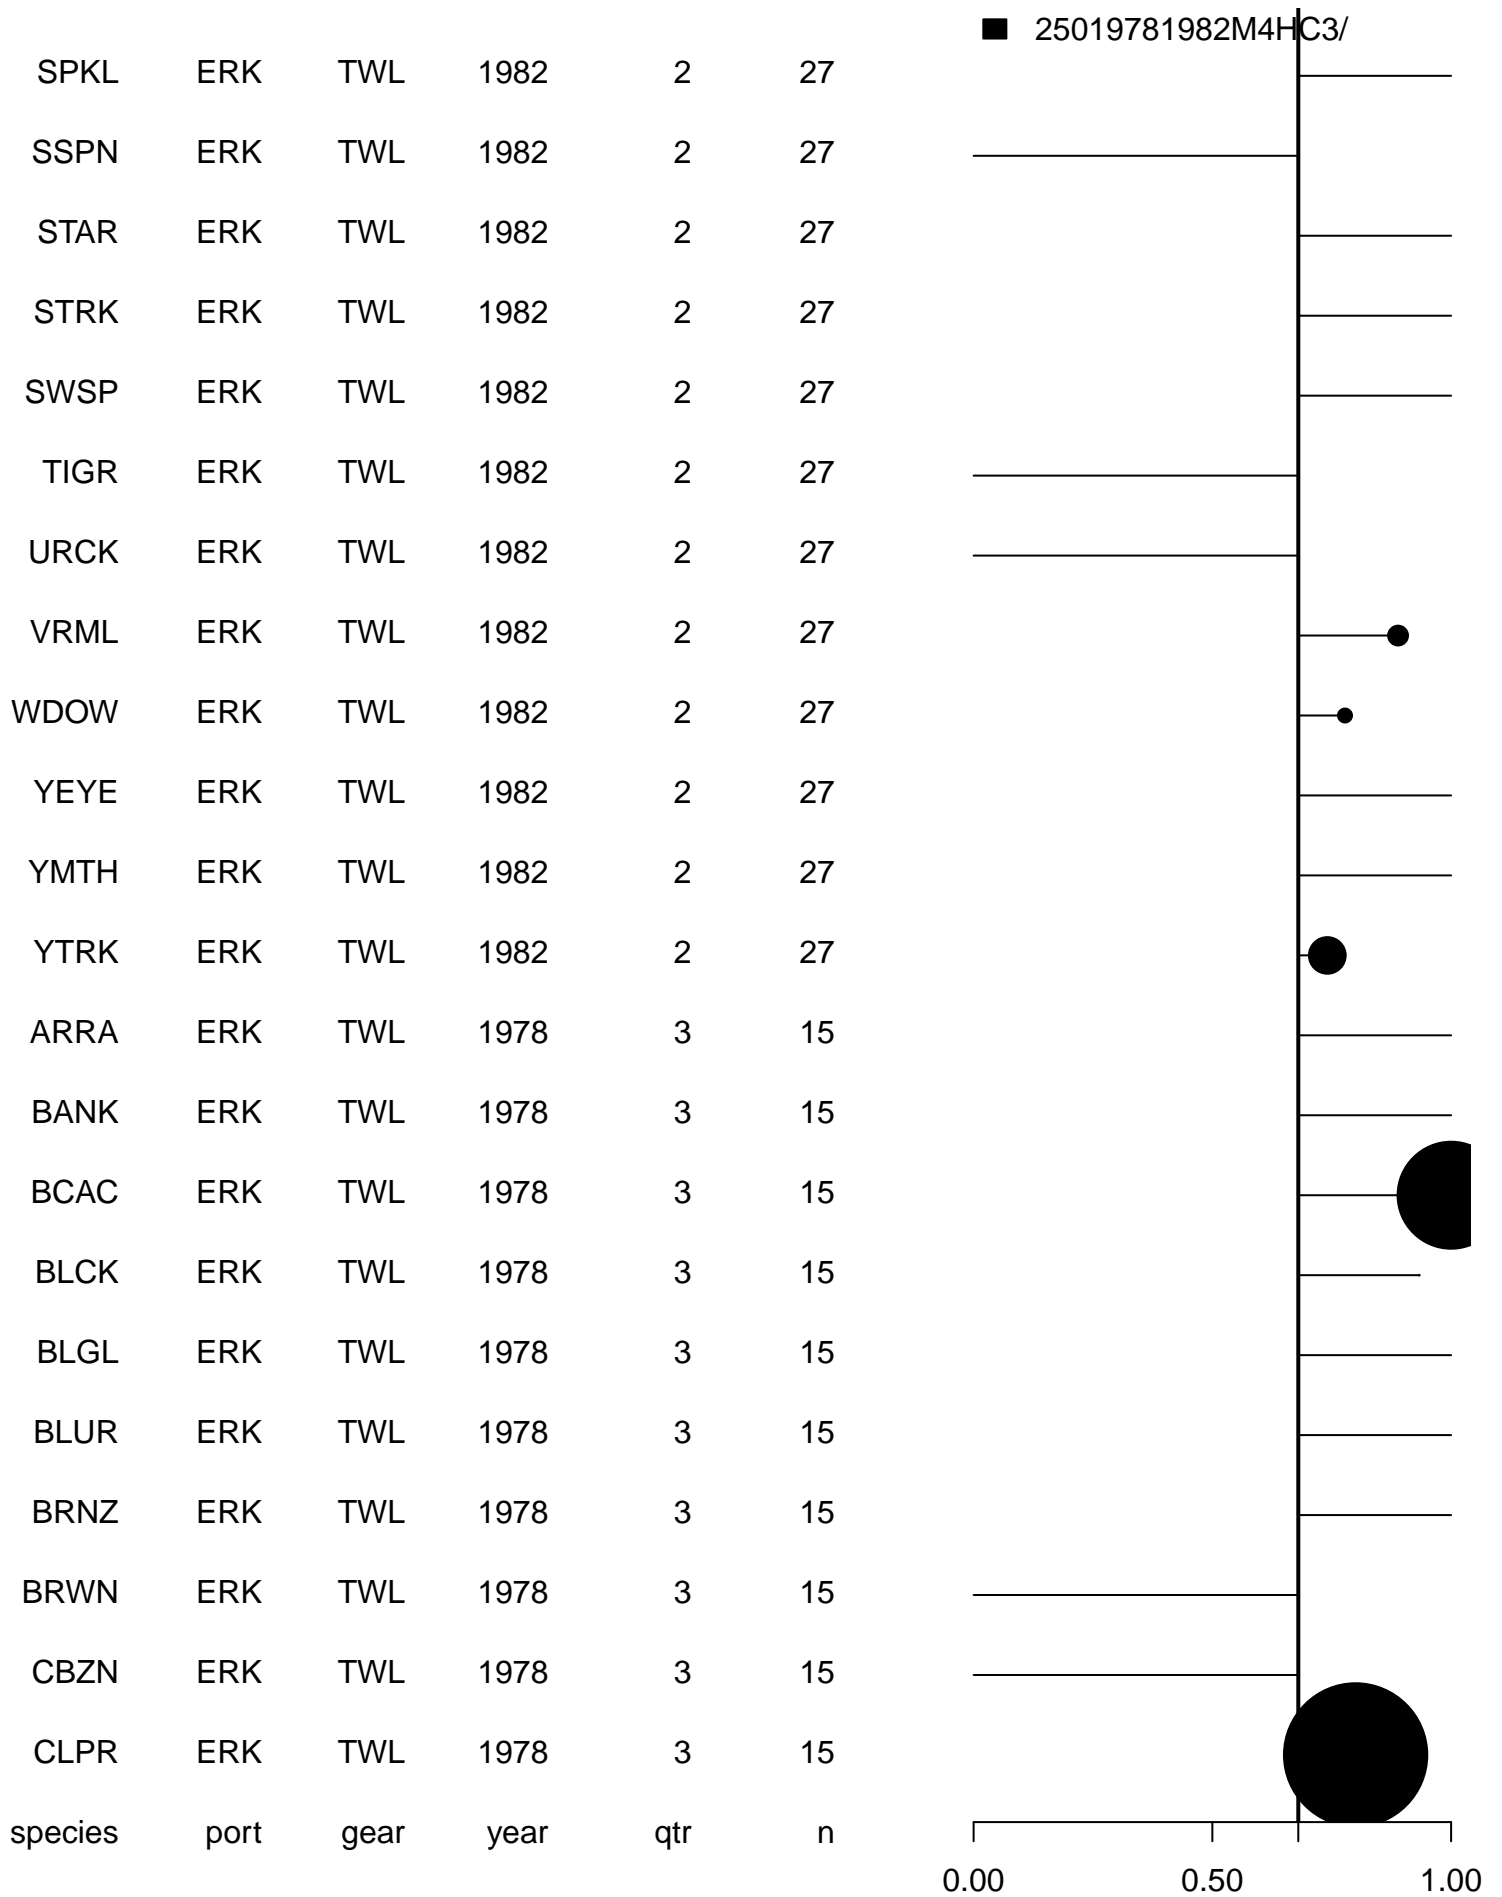 25019781982M4HC3/
SPKL ERK TWL 1982 2 27
SSPN ERK TWL 1982 2 27
STAR ERK TWL 1982 2 27
STRK ERK TWL 1982 2 27
SWSP ERK TWL 1982 2 27
TIGR ERK TWL 1982 2 27
URCK ERK TWL 1982 2 27
VRML ERK TWL 1982 2 27
WDOW ERK TWL 1982 2 27
YEYE ERK TWL 1982 2 27
YMTH ERK TWL 1982 2 27
YTRK ERK TWL 1982 2 27
ARRA ERK TWL 1978 3 15
BANK ERK TWL 1978 3 15
BCAC ERK TWL 1978 3 15
BLCK ERK TWL 1978 3 15
BLGL ERK TWL 1978 3 15
BLUR ERK TWL 1978 3 15
BRNZ ERK TWL 1978 3 15
BRWN ERK TWL 1978 3 15
CBZN ERK TWL 1978 3 15
CLPR ERK TWL 1978 3 15
species port gear year qtr n
0.00 0.50 1.00